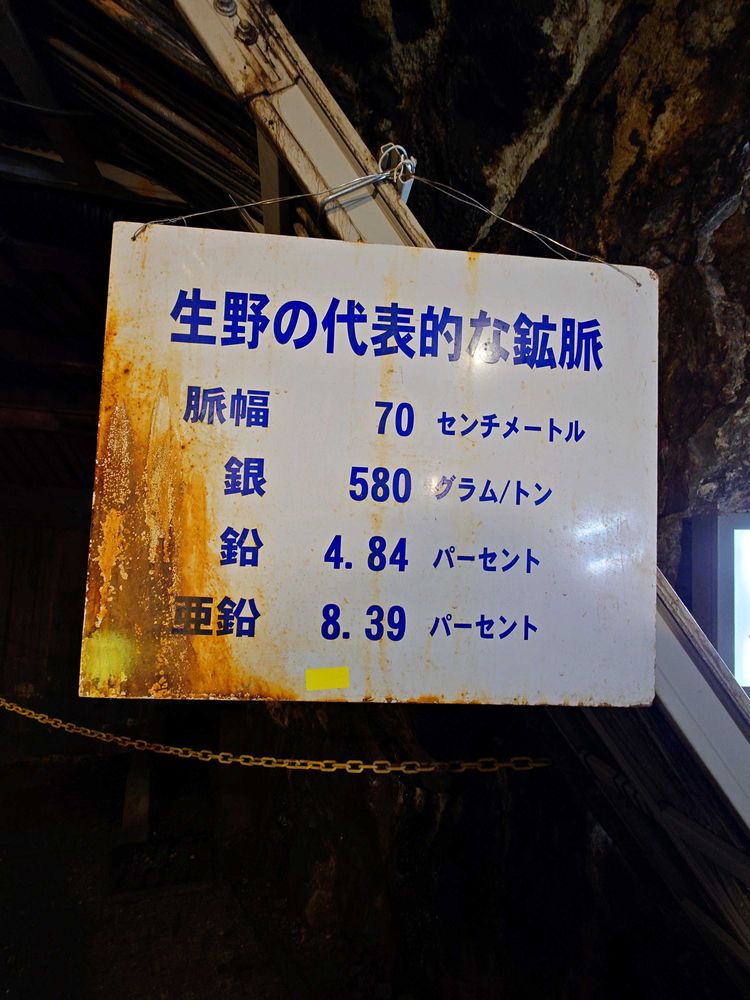 生野の代表的な鉱脈
脈幅 70 センチメートル
銀 580 グラム/トン
鉛 4.84 パーセント
亜鉛 8.39 パーセント